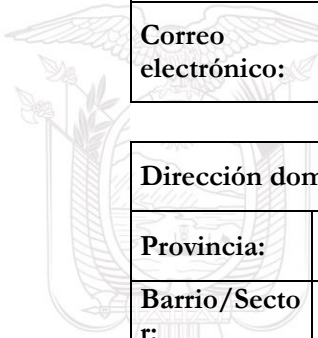 Correo
electrónico:
Dirección dom
Provincia:
Barrio/Secto
r: